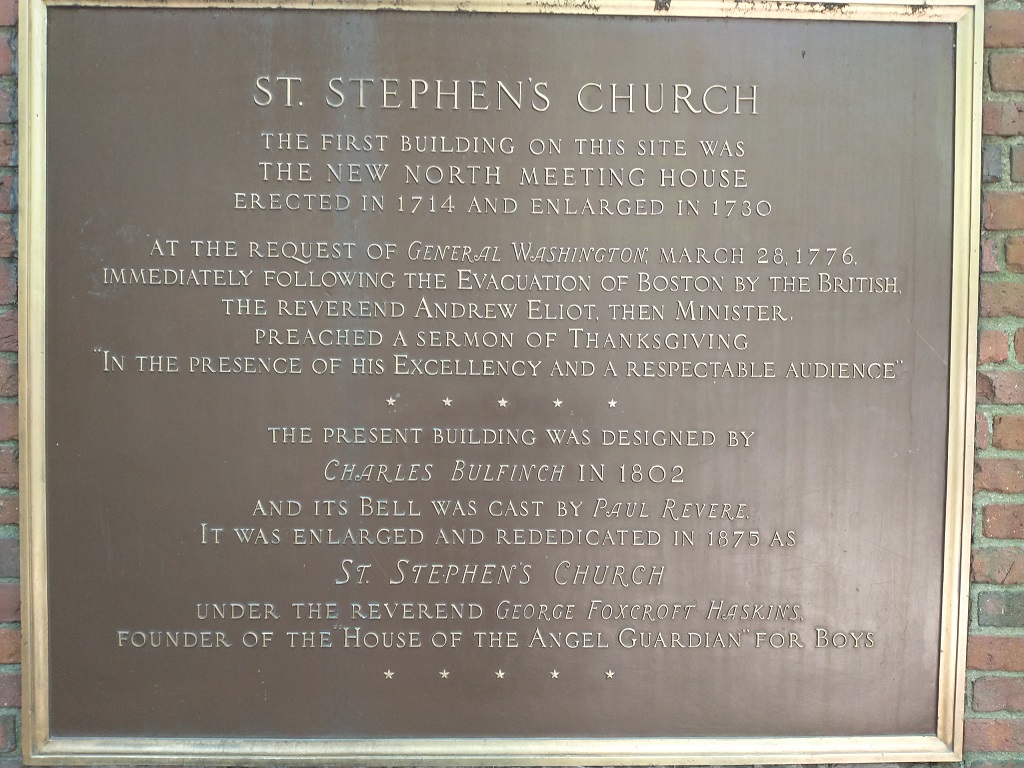 ST. STEPHEN'S CHURCH
THE FIRST BUILDING ON THIS SITE WAS
THE NEW NORTH MEETING HOUSE
ERECTED IN 1714 AND ENLARGED IN 1730
AT THE REQUEST OF GENERAL WASHINGTON, MARCH 28, 1776,
IMMEDIATELY FOLLOWING THE EVACUATION OF BOSTON BY THE BRITISH,
THE REVEREND ANDREW ELIOT, THEN MINISTER,
PREACHED A SERMON OF THANKSGIVING
"IN THE PRESENCE OF HIS EXCELLENCY AND A RESPECTABLE AUDIENCE"
THE PRESENT BUILDING WAS DESIGNED BY
CHARLES BULFINCH IN 1802
AND ITS BELL WAS CAST BY PAUL REVERE.
IT WAS ENLARGED AND REDEDICATED IN 1875 AS
ST. STEPHEN'S CHURCH
UNDER THE REVEREND GEORGE FOXCROFT HASKINS,
FOUNDER OF THE "HOUSE OF THE ANGEL GUARDIAN" FOR BOYS